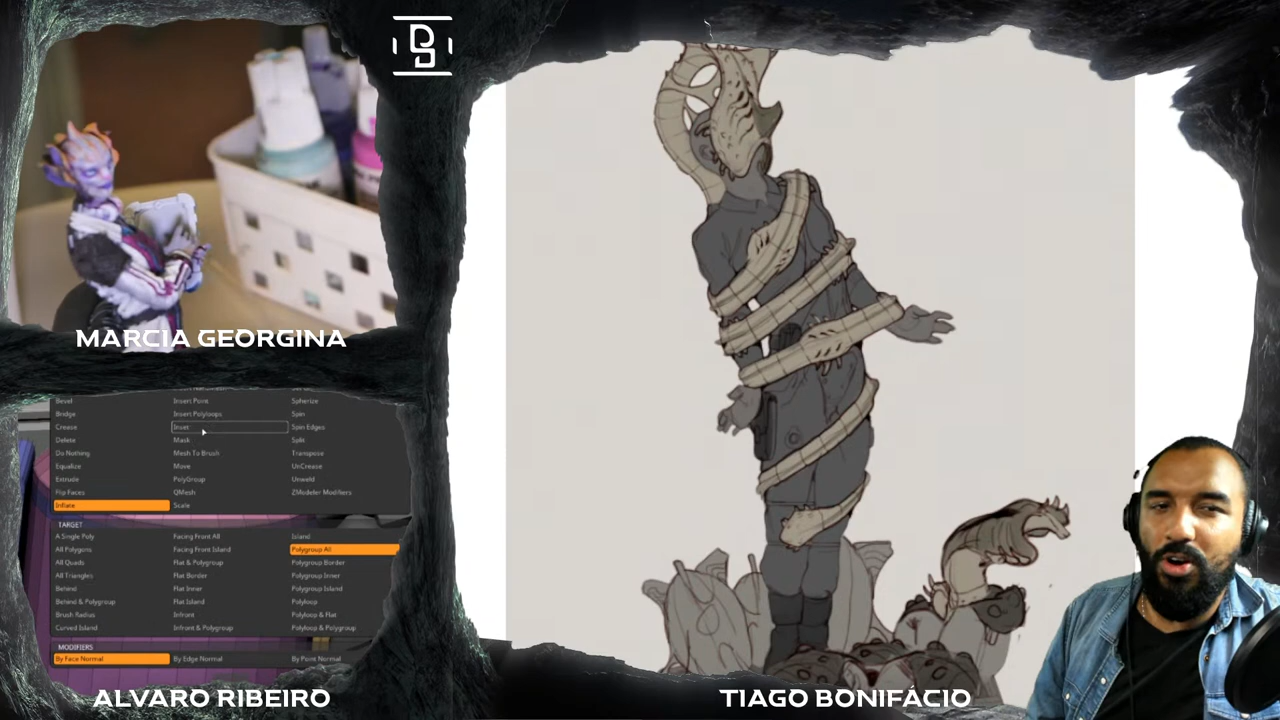 MARCIA GEORGINA
Bevel
Insert Point
Spherize
Bridge
Insert Polyloops
Spin
Crease
Inset
Spin Edges
Delete
Mask
Split
Do Nothing
Mesh To Brush
Transpose
Equalize
Move
UnCrease
Extrude
PolyGroup
Unweld
Flip Faces
QMesh
ZModeler Modifiers
Inflate
Scale
TARGET
A Single Poly
Facing Front All
Island
All Polygons
Facing Front Island
Polygroup All
All Quads
Flat & Polygroup
Polygroup Border
All Triangles
Flat Border
Polygroup Inner
Behind
Flat Inner
Polygroup Island
Behind & Polygroup
Flat Island
Polyloop
Brush Radius
Infront
Polyloop & Flat
Curved Island
Infront & Polygroup
Polyloop & Polygroup
MODIFIERS
By Face Normal
By Edge Normal
By Point Normal
ALVARO RIBEIRO
TIAGO BONIFÁCIO